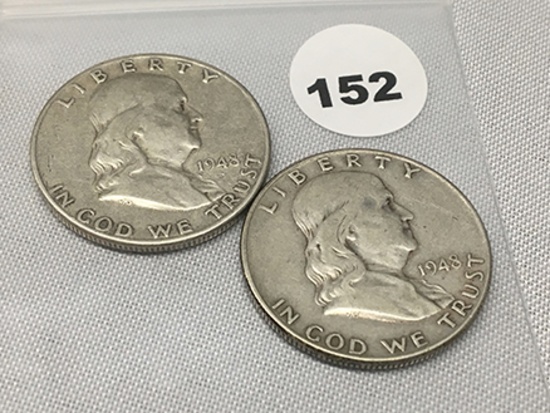 152
LIBERTY
1948
IN GOD WE TRUST
LIBERTY
1948
IN GOD WE TRUST